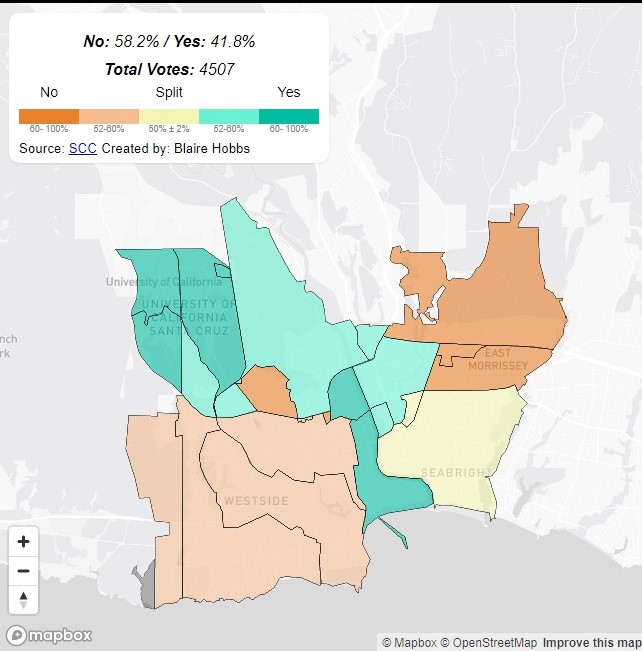 No: 58.2% / Yes: 41.8%
Total Votes: 4507
No Split Yes
60- 100% 52-60% 50% ± 2% 52-60% 60- 100%
Source: SCC Created by: Blaire Hobbs
University of California
UNIVERSITY OF
CALIFORNIA
SANTA CRUZ
nch
rk
EAST
MORRISSEY
SEABRIGHT
WESTSIDE
+
−
mapbox
© Mapbox © OpenStreetMap Improve this map